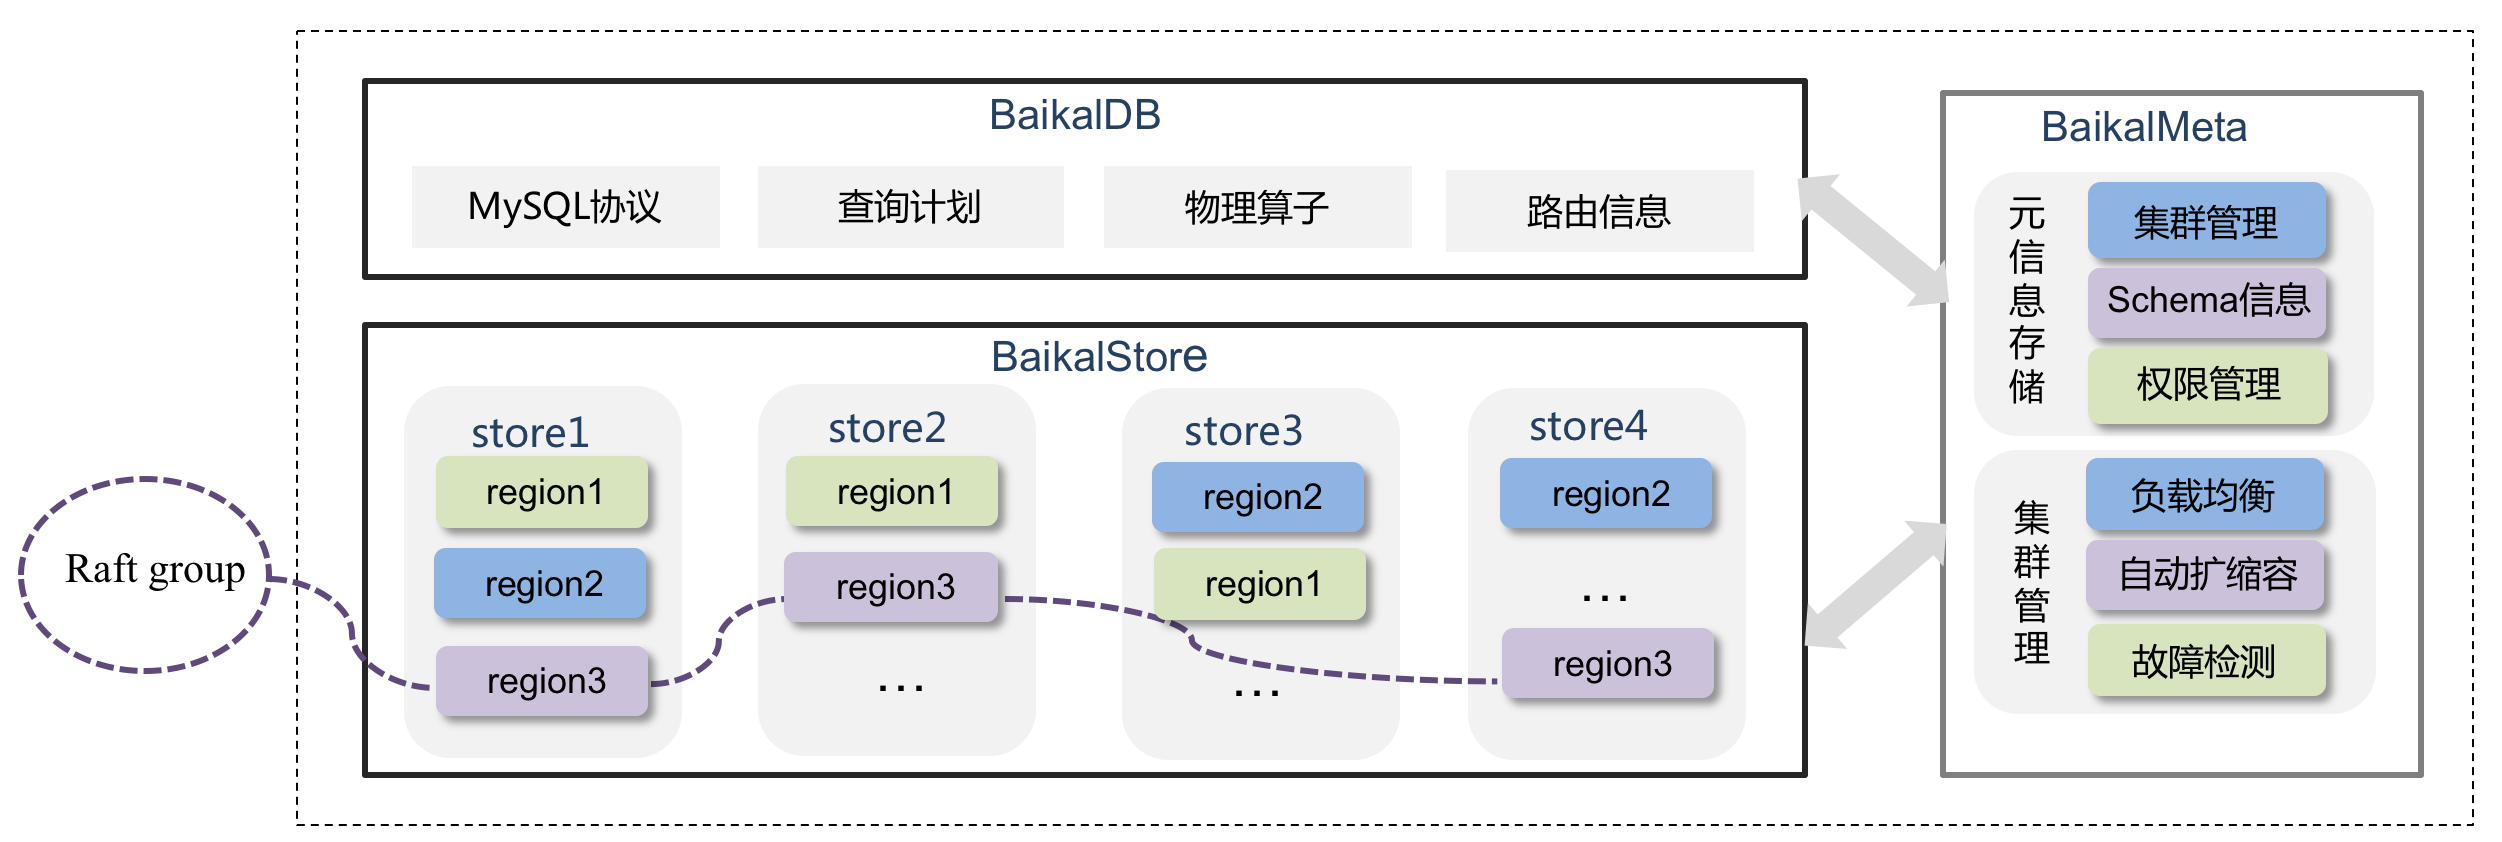 BaikalDB
MySQL协议
查询计划
物理算子
路由信息
BaikalStore
store1
region1
region2
region3
store2
region1
region3
...
store3
region2
region1
...
store4
region2
...
region3
Raft group
BaikalMeta
元信息存储
集群管理
Schema信息
权限管理
集群管理
负载均衡
自动扩缩容
故障检测